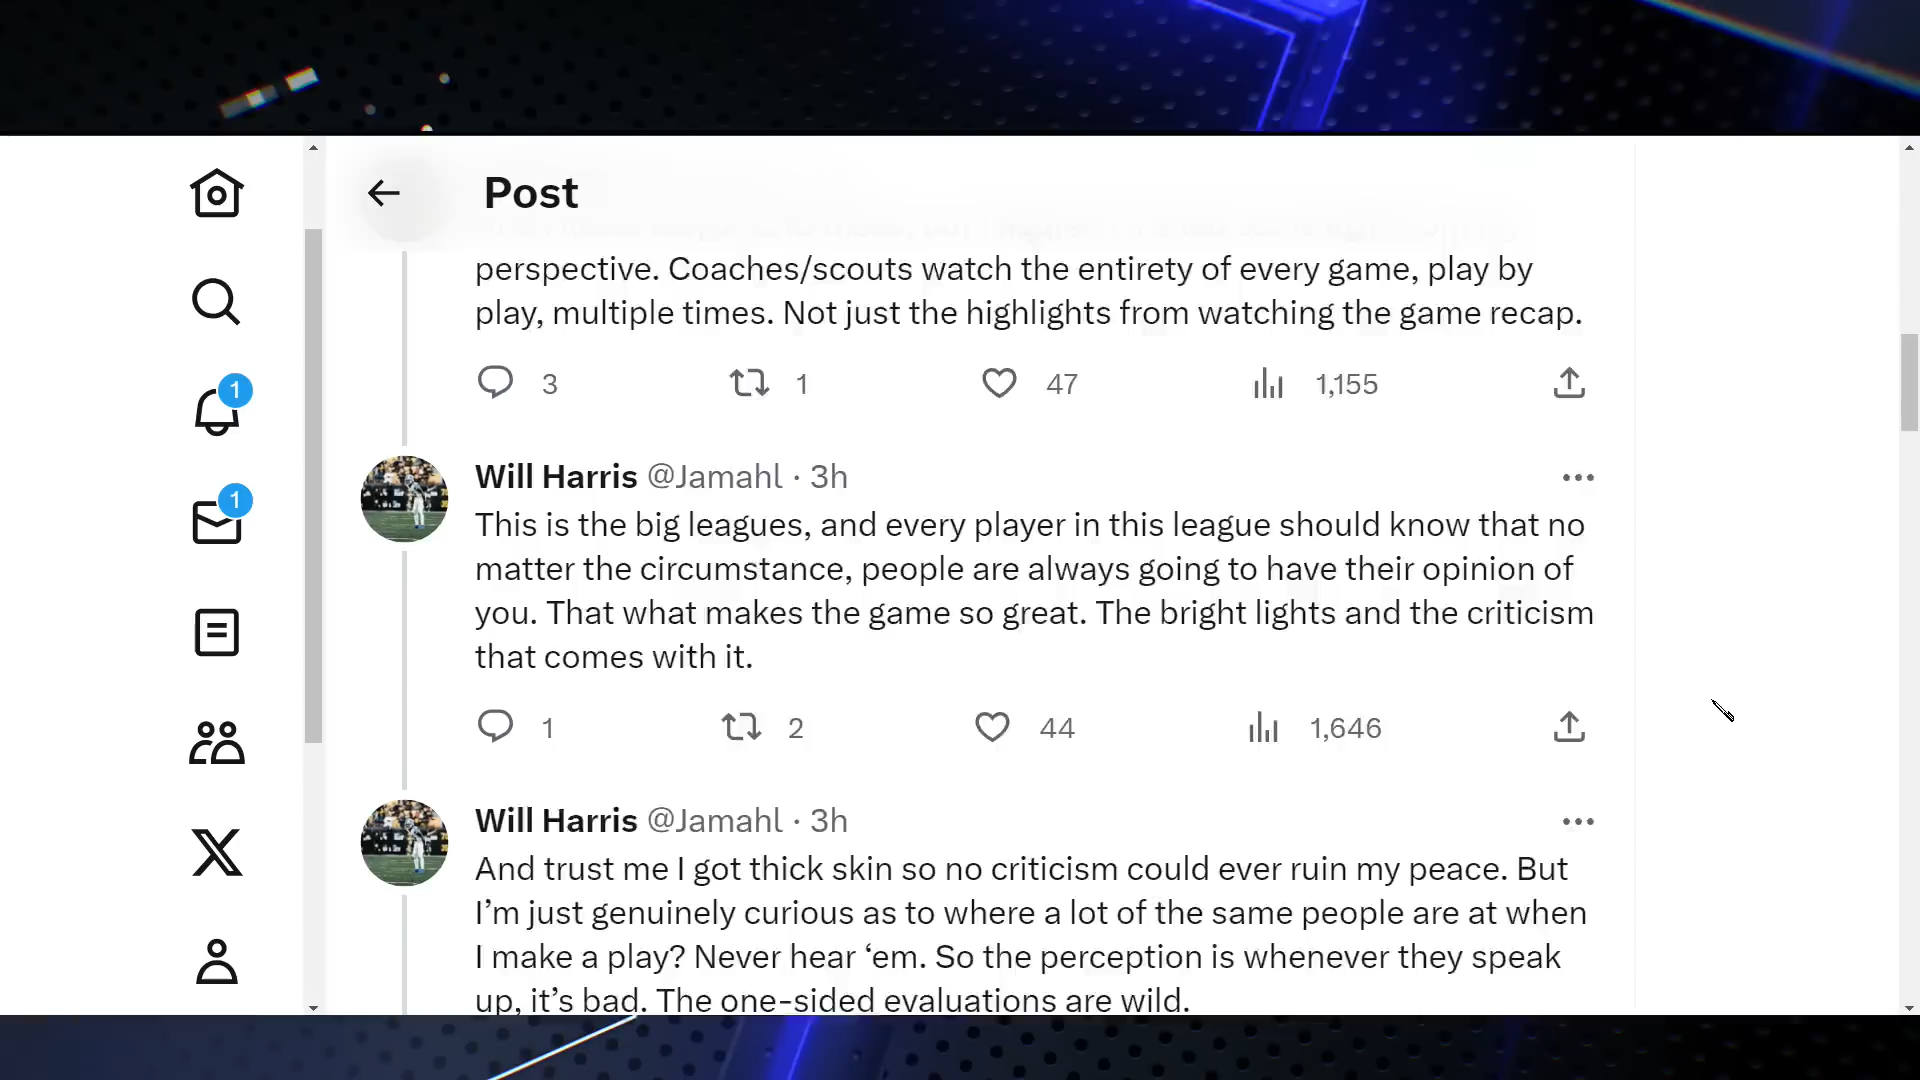 Post
perspective. Coaches/scouts watch the entirety of every game, play by
play, multiple times. Not just the highlights from watching the game recap.
3 1 47 1,155
1
1
Will Harris @Jamahl · 3h
This is the big leagues, and every player in this league should know that no
matter the circumstance, people are always going to have their opinion of
you. That what makes the game so great. The bright lights and the criticism
that comes with it.
1 2 44 1,646
Will Harris @Jamahl · 3h
And trust me I got thick skin so no criticism could ever ruin my peace. But
I’m just genuinely curious as to where a lot of the same people are at when
I make a play? Never hear ‘em. So the perception is whenever they speak
up, it’s bad. The one-sided evaluations are wild.